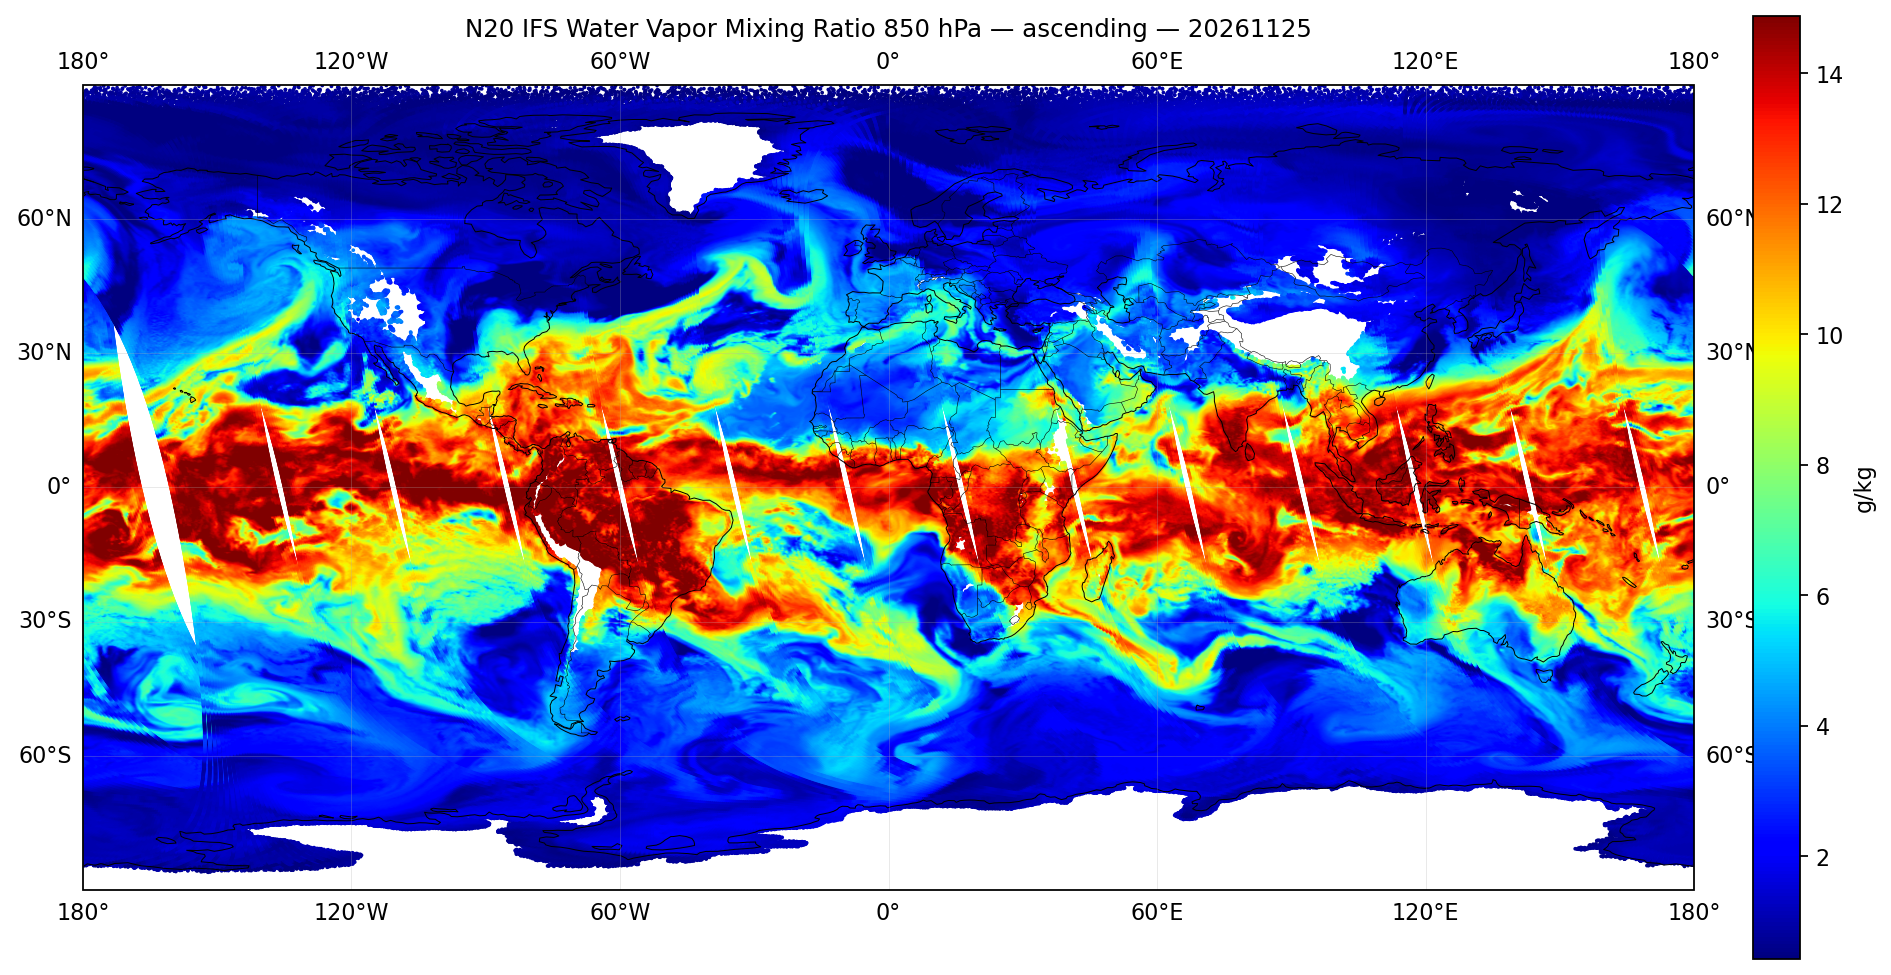 N20 IFS Water Vapor Mixing Ratio 850 hPa — ascending — 20261125
180° 120°W 60°W 0° 60°E 120°E 180°
60°N 60°N
30°N 30°N
0° 0°
30°S 30°S
60°S 60°S
180° 120°W 60°W 0° 60°E 120°E 180°
14
12
10
8
6
4
2
g/kg